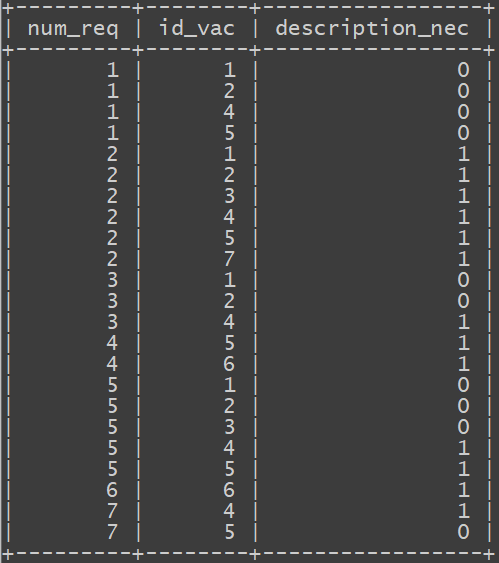 +---------+--------+-----------------+
| num_req | id_vac | description_nec |
+---------+--------+-----------------+
|       1 |      1 |               0 |
|       1 |      2 |               0 |
|       1 |      4 |               0 |
|       1 |      5 |               0 |
|       2 |      1 |               1 |
|       2 |      2 |               1 |
|       2 |      3 |               1 |
|       2 |      4 |               1 |
|       2 |      5 |               1 |
|       2 |      7 |               1 |
|       3 |      1 |               0 |
|       3 |      2 |               0 |
|       3 |      4 |               1 |
|       4 |      5 |               1 |
|       4 |      6 |               1 |
|       5 |      1 |               0 |
|       5 |      2 |               0 |
|       5 |      3 |               0 |
|       5 |      4 |               1 |
|       5 |      5 |               1 |
|       6 |      6 |               1 |
|       7 |      4 |               1 |
|       7 |      5 |               0 |
+---------+--------+-----------------+